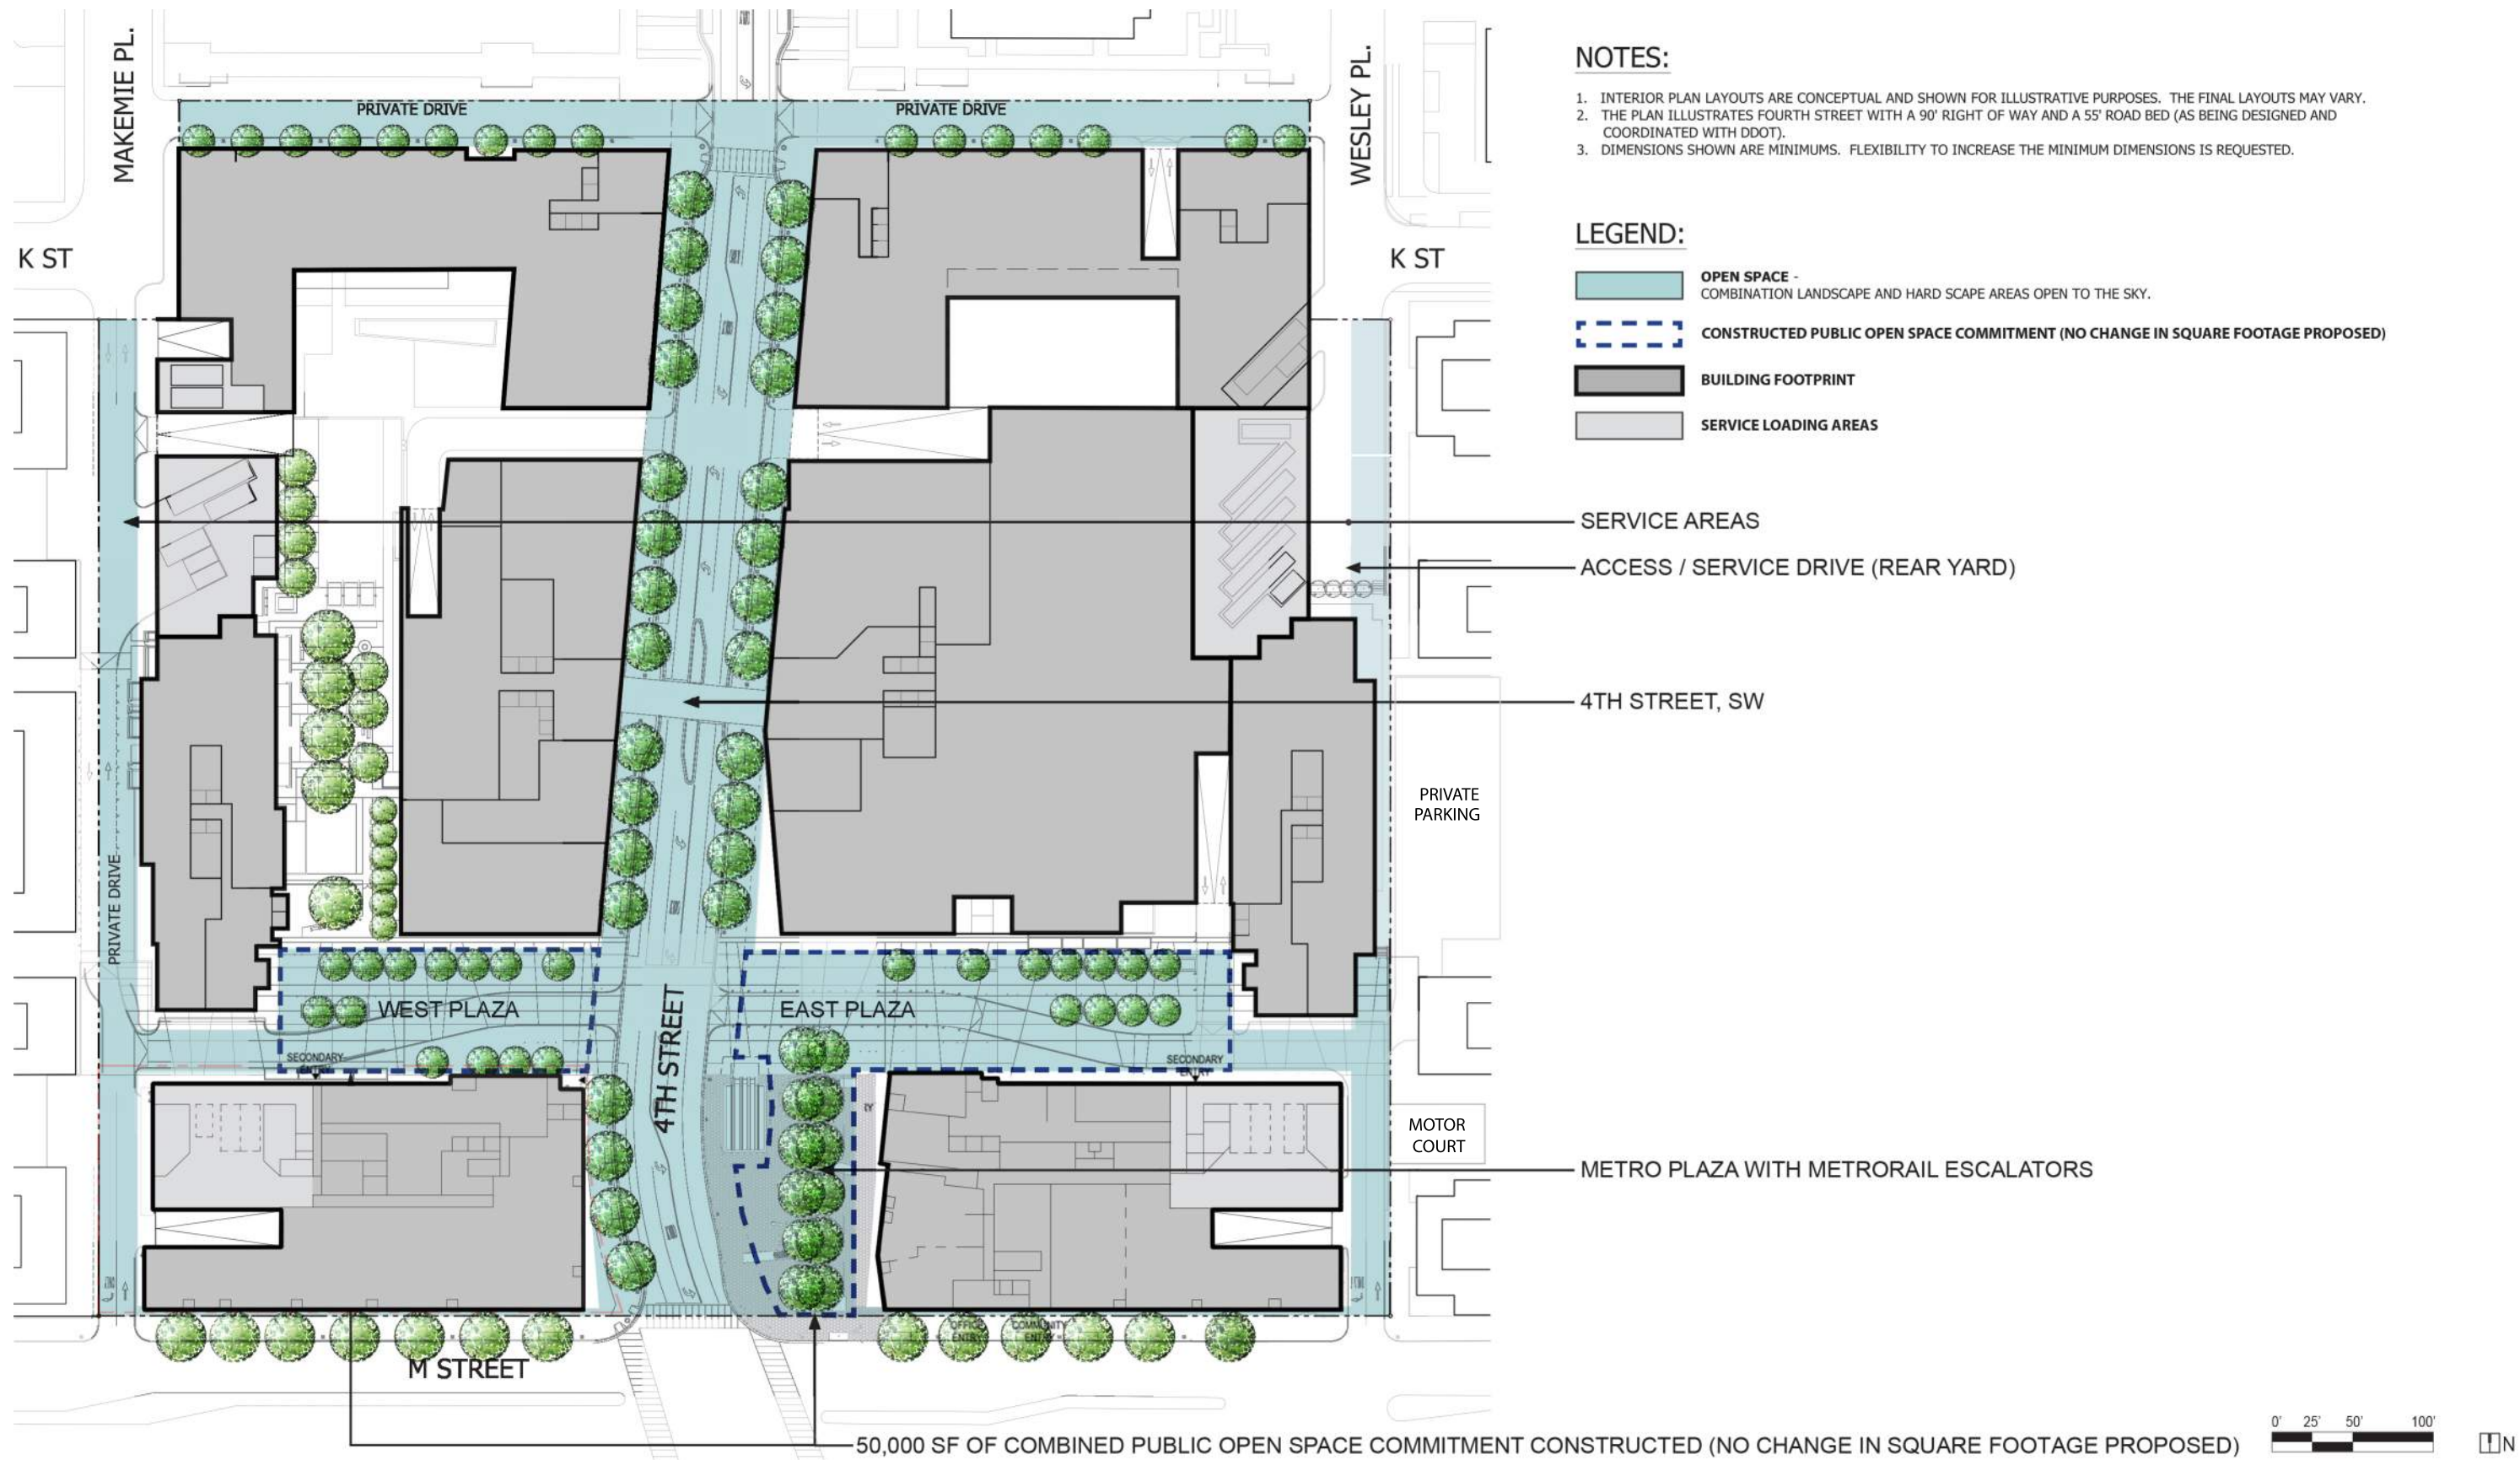 MAKEMIE PL.
PRIVATE DRIVE
PRIVATE DRIVE
WESLEY PL.
K ST
K ST
NOTES:
1. INTERIOR PLAN LAYOUTS ARE CONCEPTUAL AND SHOWN FOR ILLUSTRATIVE PURPOSES. THE FINAL LAYOUTS MAY VARY.
2. THE PLAN ILLUSTRATES FOURTH STREET WITH A 90' RIGHT OF WAY AND A 55' ROAD BED (AS BEING DESIGNED AND
COORDINATED WITH DDOT).
3. DIMENSIONS SHOWN ARE MINIMUMS. FLEXIBILITY TO INCREASE THE MINIMUM DIMENSIONS IS REQUESTED.
LEGEND:
OPEN SPACE -
COMBINATION LANDSCAPE AND HARD SCAPE AREAS OPEN TO THE SKY.
CONSTRUCTED PUBLIC OPEN SPACE COMMITMENT (NO CHANGE IN SQUARE FOOTAGE PROPOSED)
BUILDING FOOTPRINT
SERVICE LOADING AREAS
SERVICE AREAS
ACCESS / SERVICE DRIVE (REAR YARD)
4TH STREET, SW
PRIVATE
PARKING
PRIVATE DRIVE
WEST PLAZA
4TH STREET
EAST PLAZA
SECONDARY
ENTRY
SECONDARY
ENTRY
MOTOR
COURT
METRO PLAZA WITH METRORAIL ESCALATORS
OFFICE
ENTRY
COMMUNITY
ENTRY
M STREET
50,000 SF OF COMBINED PUBLIC OPEN SPACE COMMITMENT CONSTRUCTED (NO CHANGE IN SQUARE FOOTAGE PROPOSED)
0' 25' 50' 100'
N